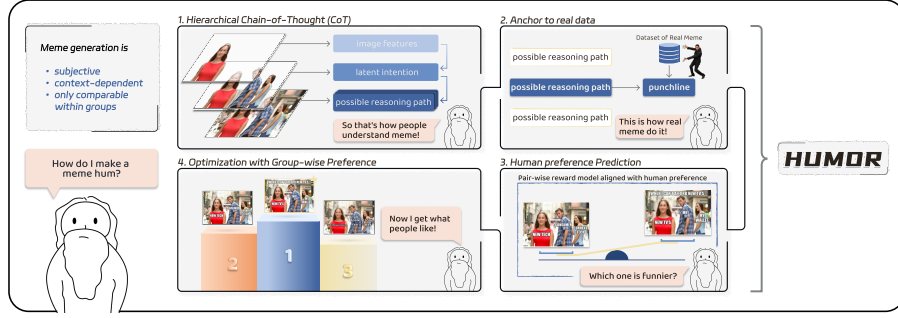 Meme generation is
• subjective
• context-dependent
• only comparable
within groups
How do I make a
meme hum?
1. Hierarchical Chain-of-Thought (CoT)
image features
latent intention
possible reasoning path
So that's how people
understand meme!
2. Anchor to real data
Dataset of Real Meme
possible reasoning path
possible reasoning path
punchline
possible reasoning path
This is how real
meme do it!
4. Optimization with Group-wise Preference
2
1
3
Now I get what
people like!
3. Human preference Prediction
Pair-wise reward model aligned with human preference
NOW TECH
Which one is funnier?
HUMOR